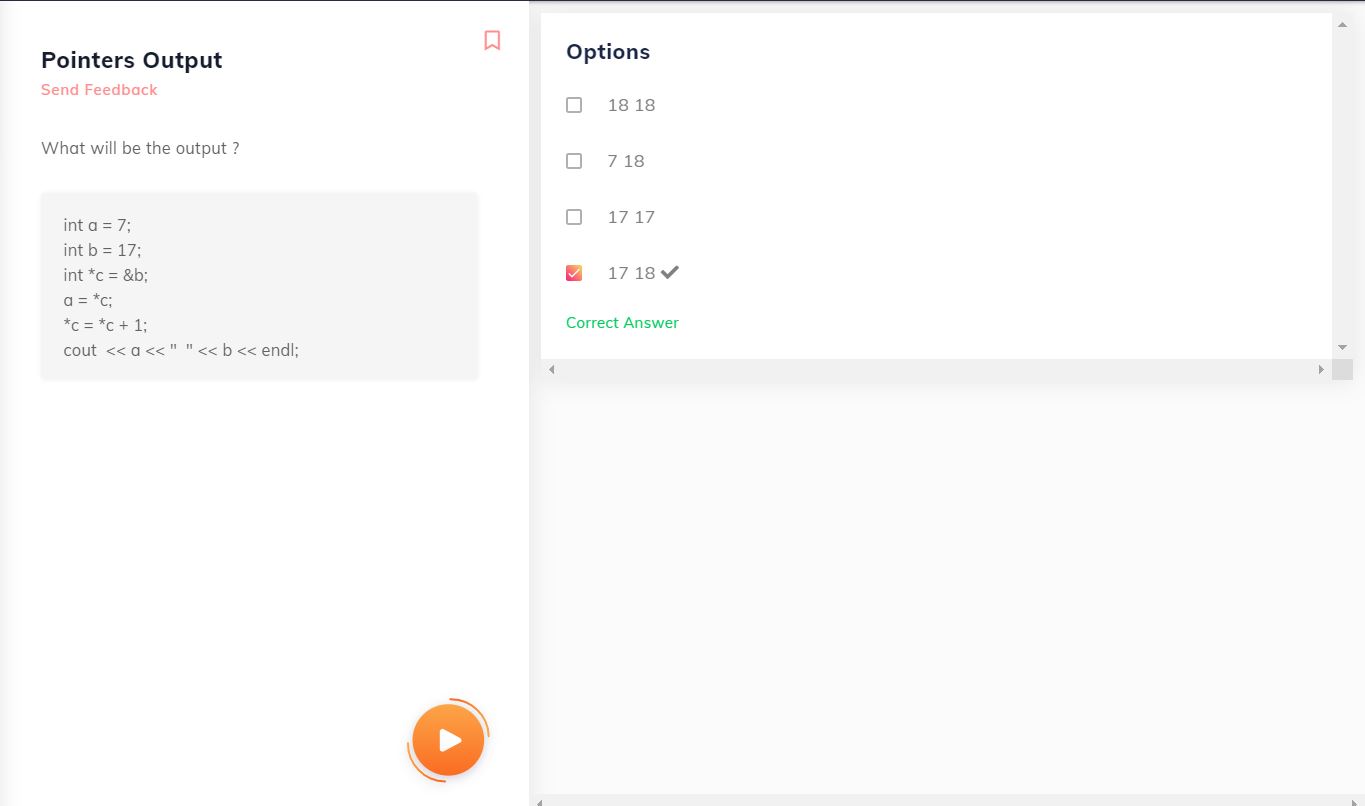 Pointers Output
Send Feedback
What will be the output ?
int a = 7;
int b = 17;
int *c = &b;
a = *c;
*c = *c + 1;
cout  << a << "  " << b << endl;
Options
18 18
7 18
17 17
17 18
Correct Answer